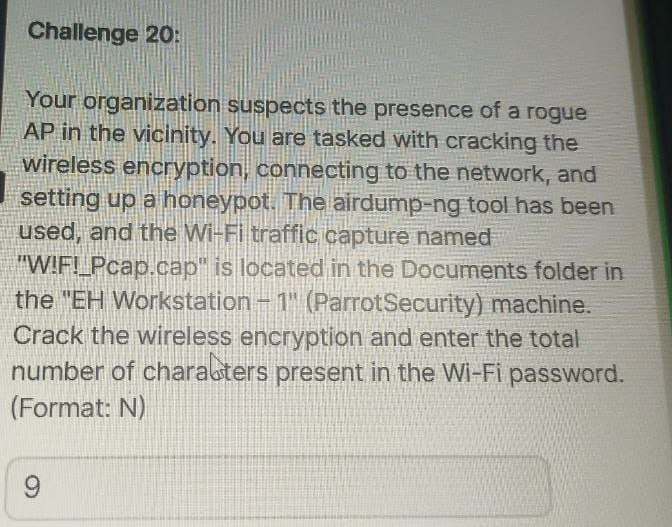 Challenge 20:
Your organization suspects the presence of a rogue
AP in the vicinity. You are tasked with cracking the
wireless encryption, connecting to the network, and
setting up a honeypot. The airdump-ng tool has been
used, and the Wi-Fi traffic capture named
"W!F!_Pcap.cap" is located in the Documents folder in
the "EH Workstation – 1" (ParrotSecurity) machine.
Crack the wireless encryption and enter the total
number of characters present in the Wi-Fi password.
(Format: N)
9